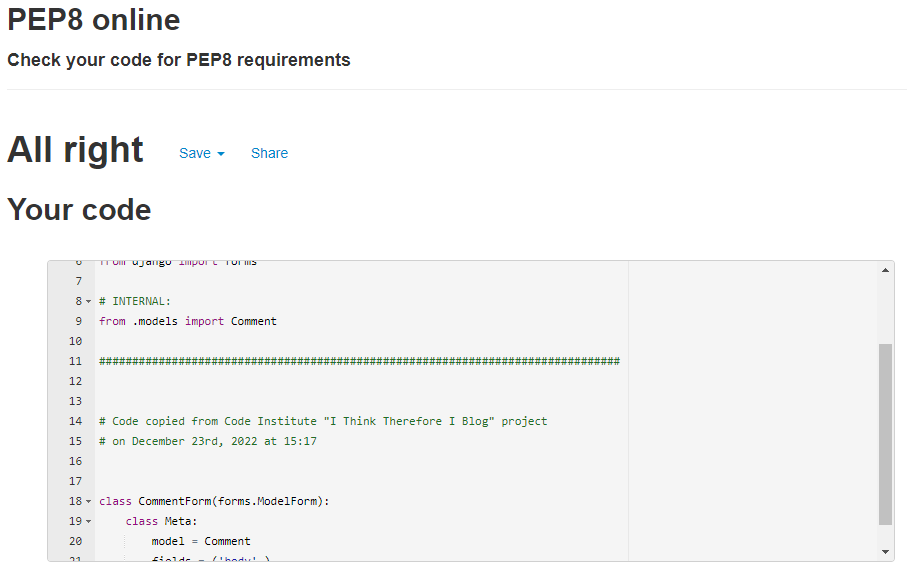 PEP8 online
Check your code for PEP8 requirements
All right Save Share
Your code
6 from django import forms
7
8 # INTERNAL:
9 from .models import Comment
10
11 ###############################################################################
12
13
14 # Code copied from Code Institute "I Think Therefore I Blog" project
15 # on December 23rd, 2022 at 15:17
16
17
18 class CommentForm(forms.ModelForm):
19 class Meta:
20 model = Comment
21 fields = ('body',)